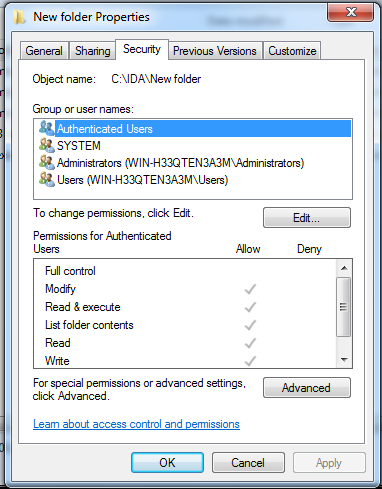 New folder Properties
General Sharing Security Previous Versions Customize
Object name: C:\IDA\New folder
Group or user names:
Authenticated Users
SYSTEM
Administrators (WIN-H33QTEN3A3M\Administrators)
Users (WIN-H33QTEN3A3M\Users)
To change permissions, click Edit.
Edit...
Permissions for Authenticated
Users Allow Deny
Full control
Modify
Read & execute
List folder contents
Read
Write
For special permissions or advanced settings,
click Advanced.
Advanced
Learn about access control and permissions
OK Cancel Apply